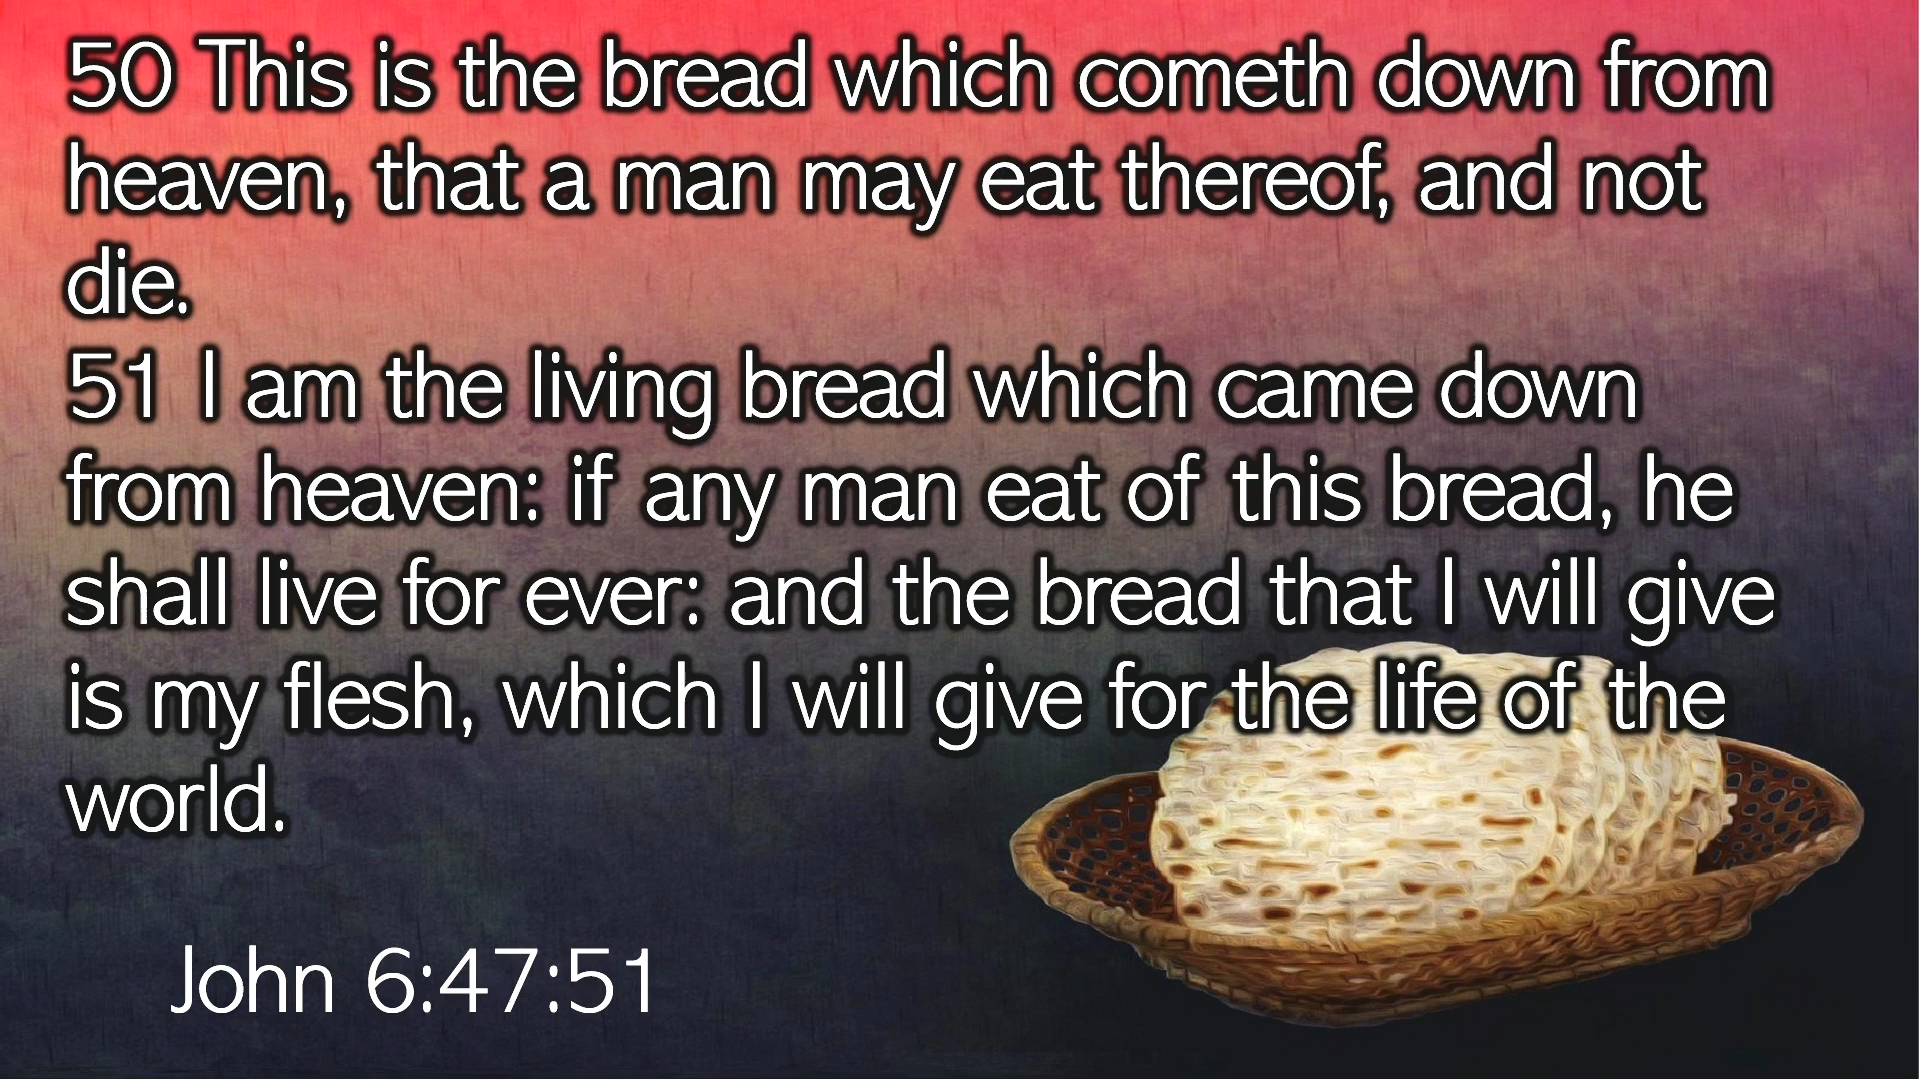 50 This is the bread which cometh down from
heaven, that a man may eat thereof, and not
die.
51 I am the living bread which came down
from heaven: if any man eat of this bread, he
shall live for ever: and the bread that I will give
is my flesh, which I will give for the life of the
world.
John 6:47:51